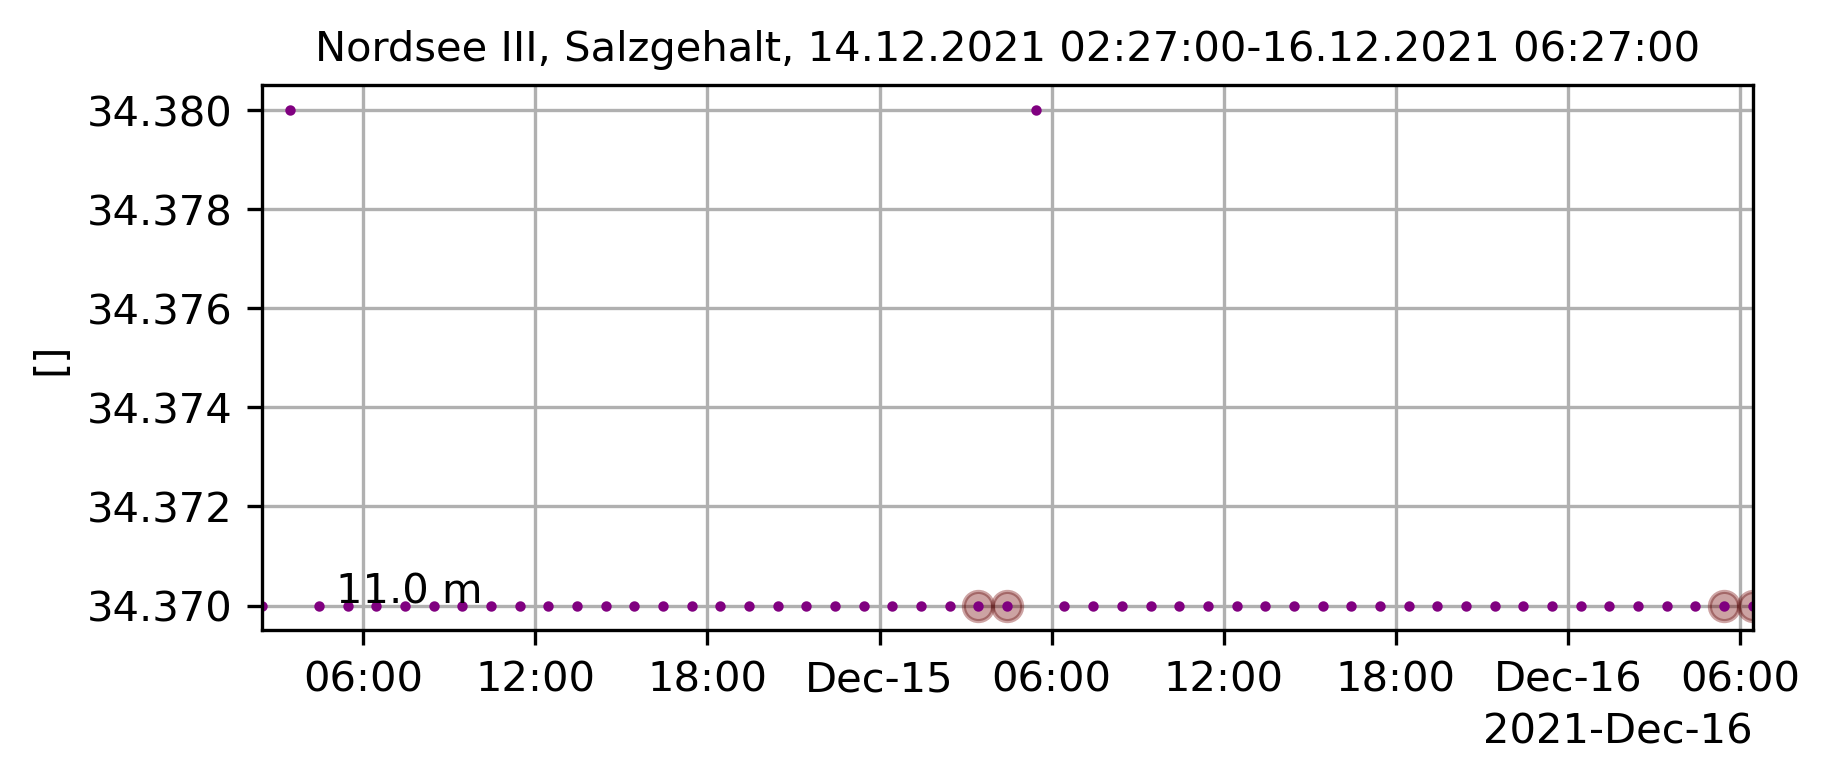 Nordsee III, Salzgehalt, 14.12.2021 02:27:00-16.12.2021 06:27:00
34.380
34.378
34.376
[]
34.374
34.372
11.0 m
34.370
06:00 12:00 18:00 Dec-15 06:00 12:00 18:00 Dec-16 06:00
2021-Dec-16